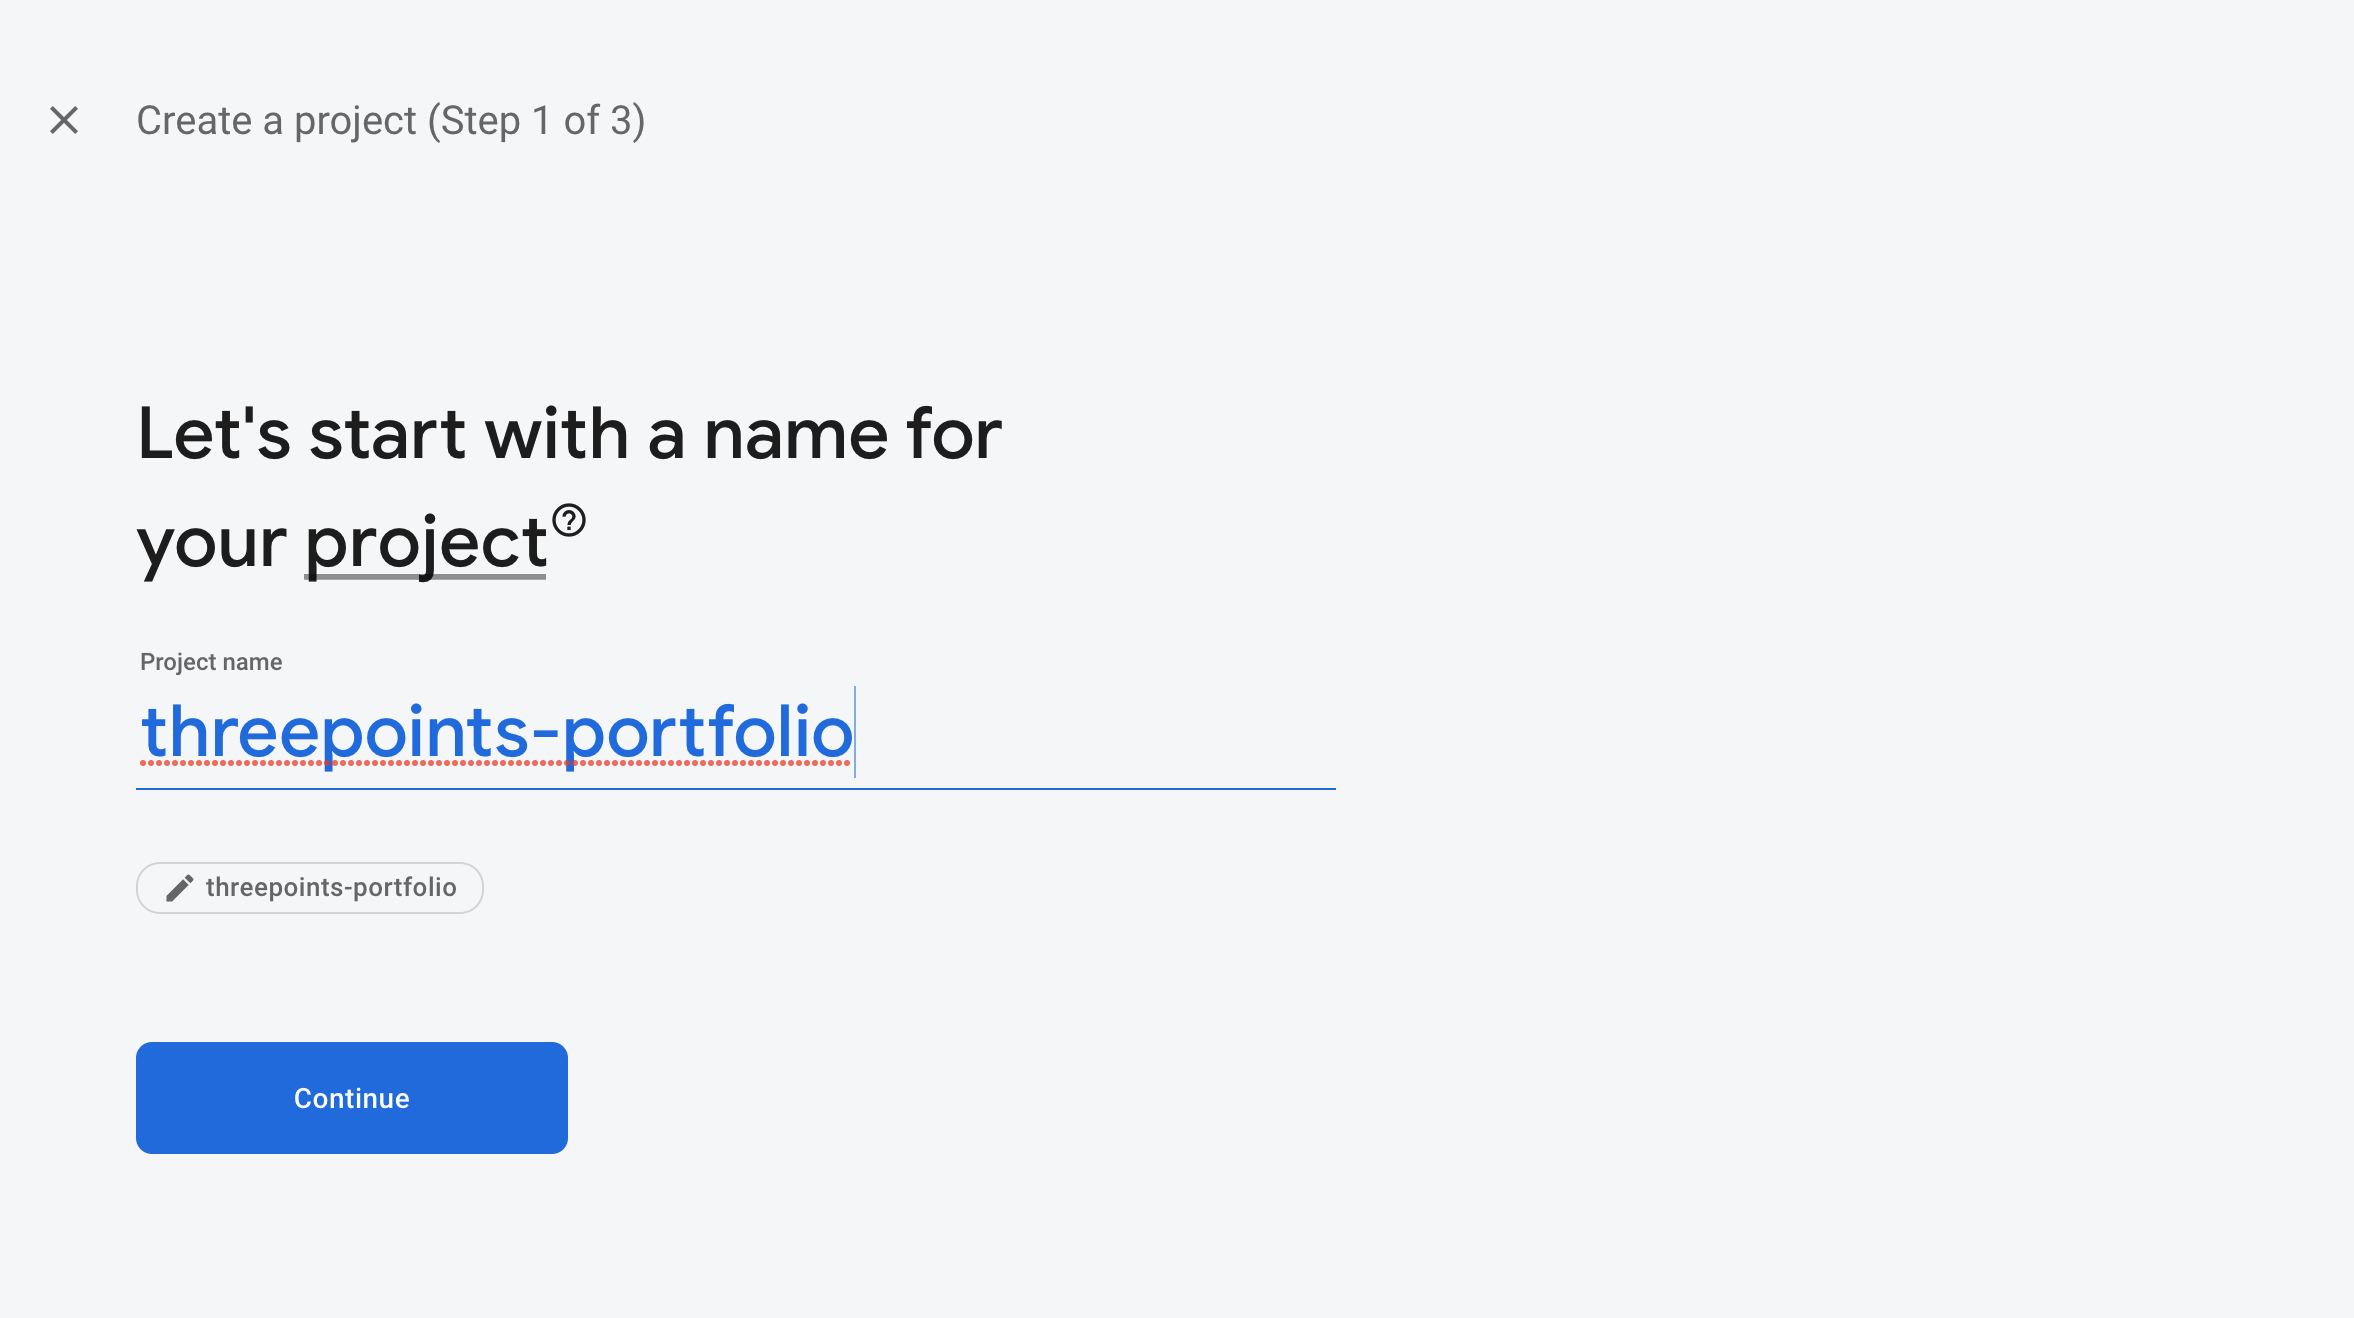 Create a project (Step 1 of 3)
Let's start with a name for
your project
Project name
threepoints-portfolio
threepoints-portfolio
Continue